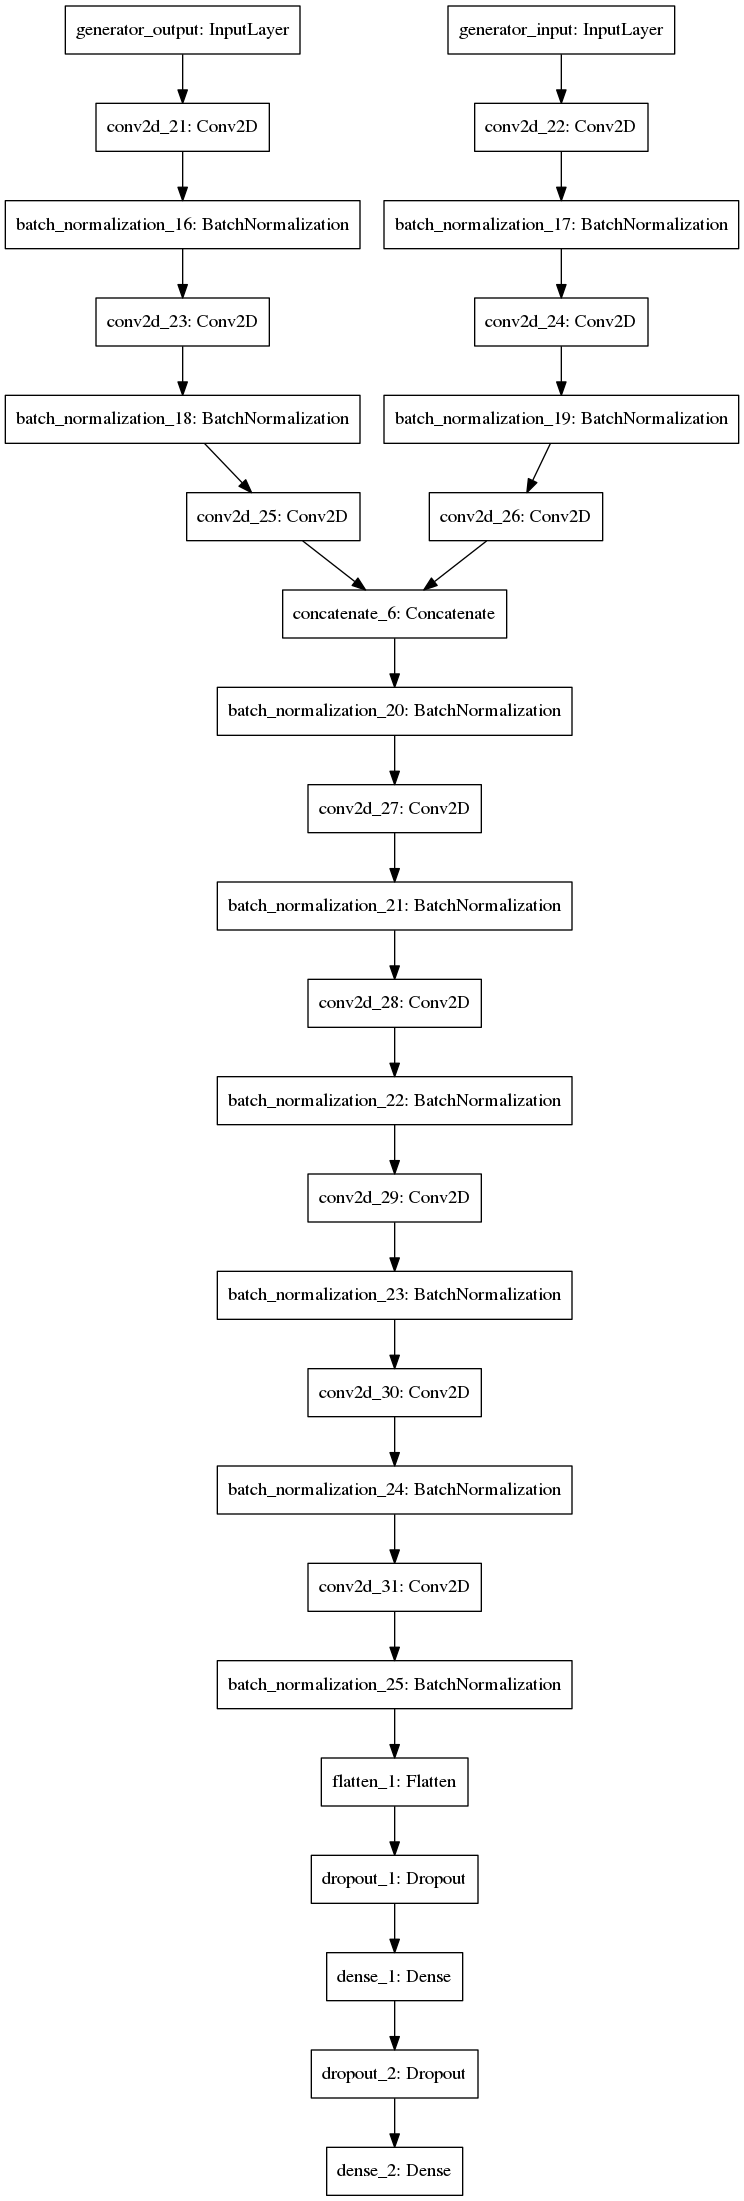 generator_output: InputLayer
generator_input: InputLayer
conv2d_21: Conv2D
conv2d_22: Conv2D
batch_normalization_16: BatchNormalization
batch_normalization_17: BatchNormalization
conv2d_23: Conv2D
conv2d_24: Conv2D
batch_normalization_18: BatchNormalization
batch_normalization_19: BatchNormalization
conv2d_25: Conv2D
conv2d_26: Conv2D
concatenate_6: Concatenate
batch_normalization_20: BatchNormalization
conv2d_27: Conv2D
batch_normalization_21: BatchNormalization
conv2d_28: Conv2D
batch_normalization_22: BatchNormalization
conv2d_29: Conv2D
batch_normalization_23: BatchNormalization
conv2d_30: Conv2D
batch_normalization_24: BatchNormalization
conv2d_31: Conv2D
batch_normalization_25: BatchNormalization
flatten_1: Flatten
dropout_1: Dropout
dense_1: Dense
dropout_2: Dropout
dense_2: Dense